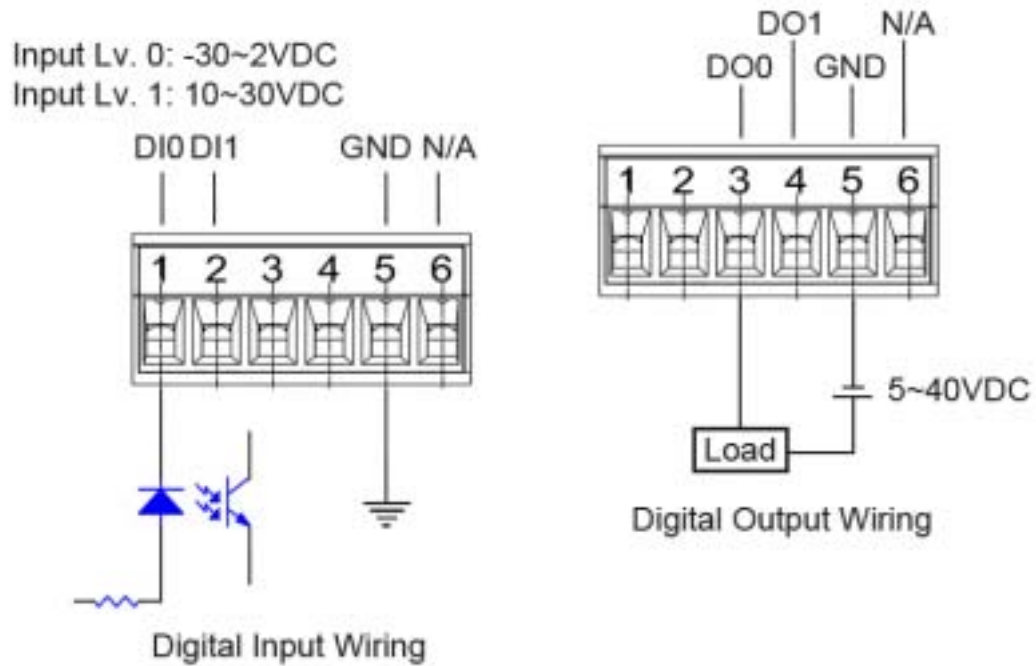 Input Lv. 0: -30~2VDC
Input Lv. 1: 10~30VDC
DI0 DI1 GND N/A
1 2 3 4 5 6
Digital Input Wiring
DO1 N/A
DO0 GND
1 2 3 4 5 6
5~40VDC
Load
Digital Output Wiring